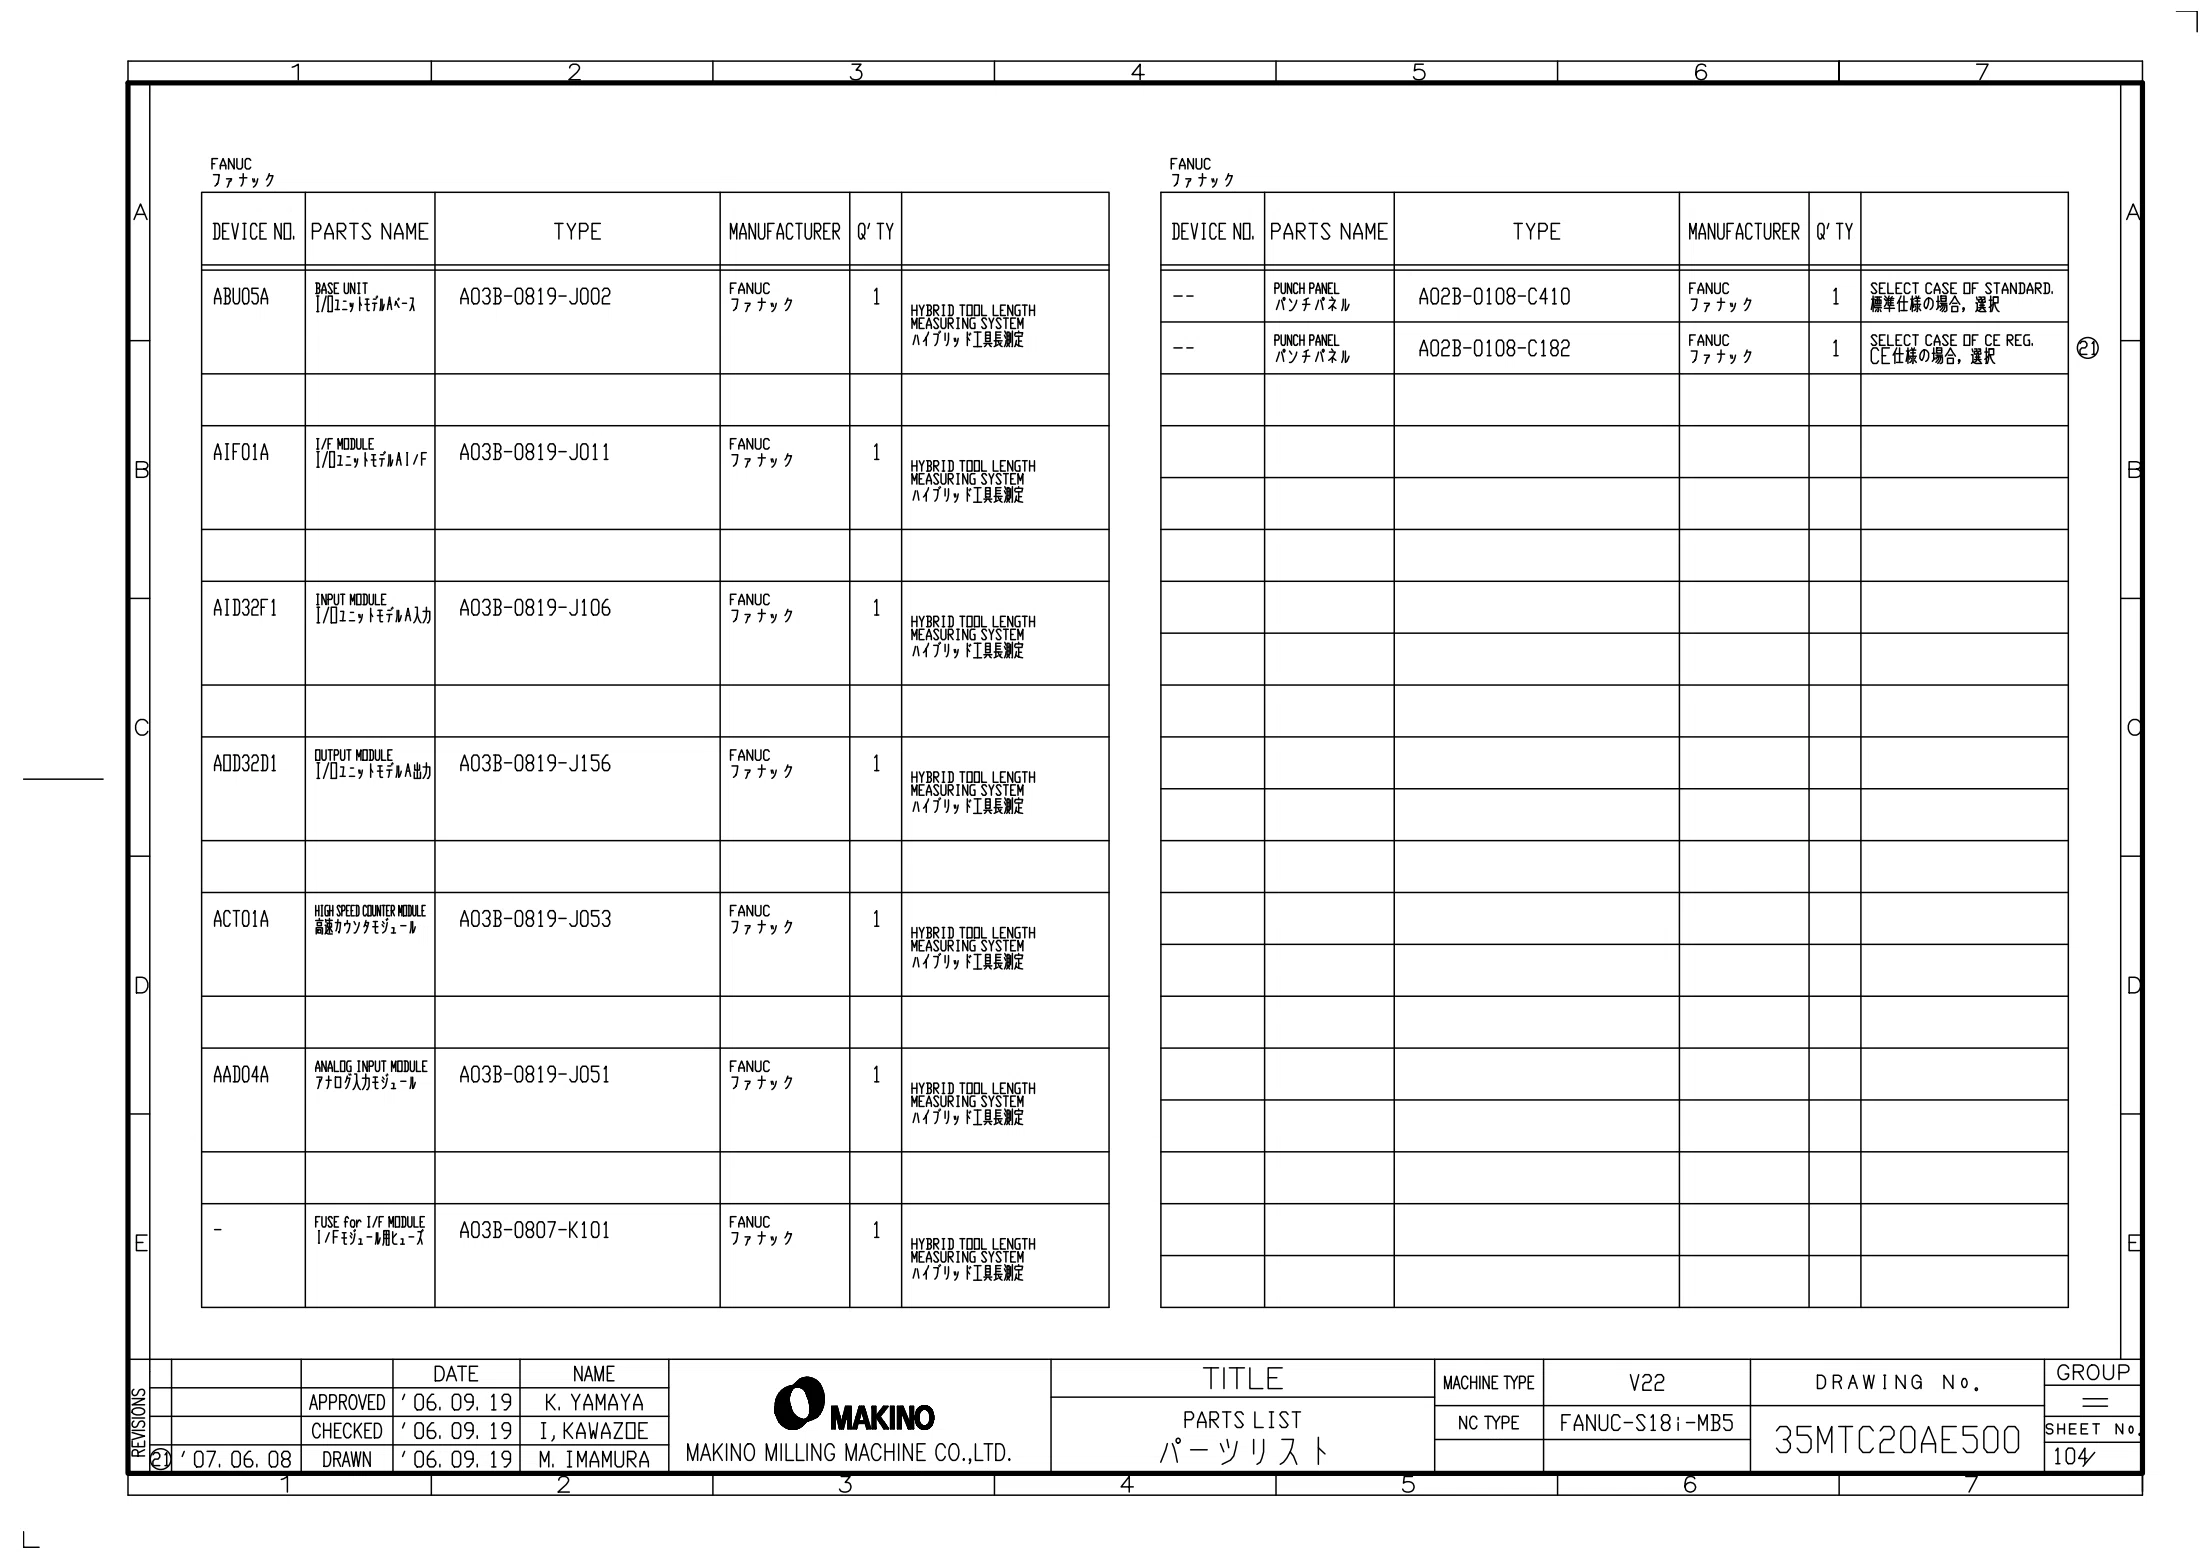 1 2 3 4 5 6 7
FANUC
ファナック
DEVICE NO. PARTS NAME TYPE MANUFACTURER Q'TY
ABU05A BASE UNIT A03B-0819-J002 FANUC 1
I/OユニットモデルAベース ファナック
HYBRID TOOL LENGTH
MEASURING SYSTEM
ハイブリッド工具長測定
AIF01A I/F MODULE A03B-0819-J011 FANUC 1
I/OユニットモデルAI/F ファナック
HYBRID TOOL LENGTH
MEASURING SYSTEM
ハイブリッド工具長測定
AID32F1 INPUT MODULE A03B-0819-J106 FANUC 1
I/OユニットモデルA入力 ファナック
HYBRID TOOL LENGTH
MEASURING SYSTEM
ハイブリッド工具長測定
AOD32D1 OUTPUT MODULE A03B-0819-J156 FANUC 1
I/OユニットモデルA出力 ファナック
HYBRID TOOL LENGTH
MEASURING SYSTEM
ハイブリッド工具長測定
ACT01A HIGH SPEED COUNTER MODULE A03B-0819-J053 FANUC 1
高速カウンタモジュール ファナック
HYBRID TOOL LENGTH
MEASURING SYSTEM
ハイブリッド工具長測定
AAD04A ANALOG INPUT MODULE A03B-0819-J051 FANUC 1
アナログ入力モジュール ファナック
HYBRID TOOL LENGTH
MEASURING SYSTEM
ハイブリッド工具長測定
- FUSE for I/F MODULE A03B-0807-K101 FANUC 1
I/Fモジュール用ヒューズ ファナック
HYBRID TOOL LENGTH
MEASURING SYSTEM
ハイブリッド工具長測定
FANUC
ファナック
DEVICE NO. PARTS NAME TYPE MANUFACTURER Q'TY
-- PUNCH PANEL A02B-0108-C410 FANUC 1 SELECT CASE OF STANDARD.
パンチパネル ファナック 標準仕様の場合,選択
-- PUNCH PANEL A02B-0108-C182 FANUC 1 SELECT CASE OF CE REG. 21
パンチパネル ファナック CE仕様の場合,選択
A A
B B
C C
D D
E E
REVISIONS
DATE NAME
APPROVED '06.09.19 K.YAMAYA
CHECKED '06.09.19 I,KAWAZOE
21 '07.06.08 DRAWN '06.09.19 M.IMAMURA
MAKINO
MAKINO MILLING MACHINE CO.,LTD.
TITLE
PARTS LIST
パーツリスト
MACHINE TYPE V22
NC TYPE FANUC-S18i-MB5
DRAWING No.
35MTC20AE500
GROUP
=
SHEET No.
104/
1 2 3 4 5 6 7